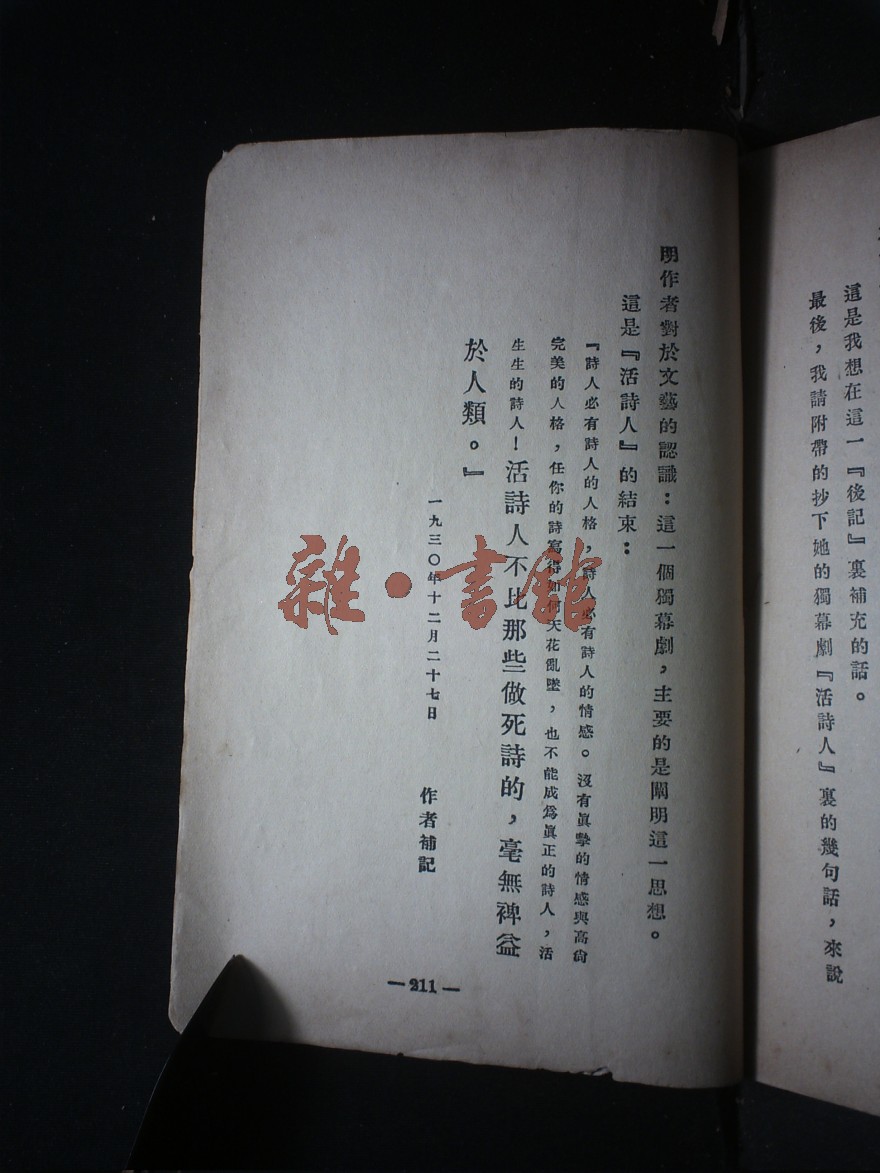 這是我想在這一『後記』裏補充的話。
最後，我請附帶的抄下她的獨幕劇『活詩人』裏的幾句話，來說
明作者對於文藝的認識：這一個獨幕劇，主要的是闡明這一思想。
這是『活詩人』的結束：
『詩人必有詩人的人格，詩人必有詩人的情感。沒有眞摯的情感與高尙
完美的人格，任你的詩寫得如何天花亂墜，也不能成爲眞正的詩人，活
生生的詩人！活詩人不比那些做死詩的，毫無裨益
於人類。』
一九三〇年十二月二十七日
作者補記
—211—
雜·書館